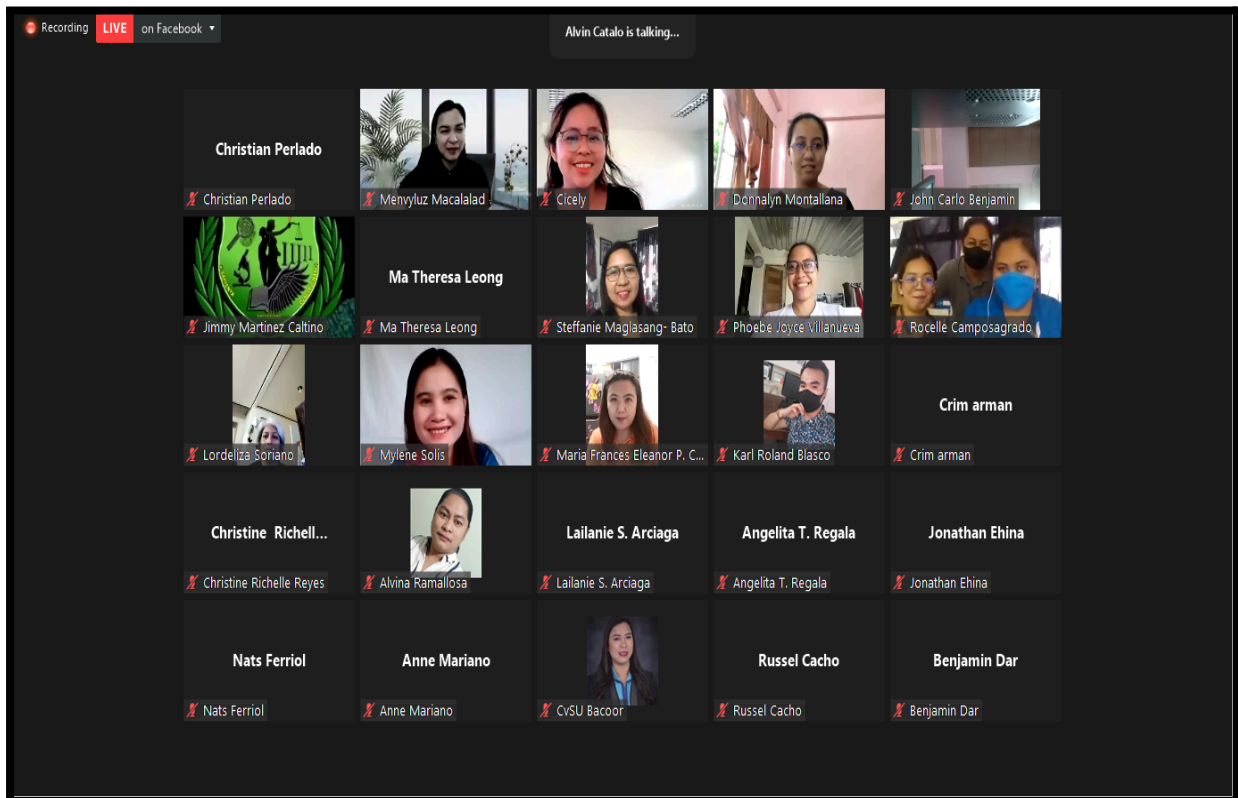 Recording LIVE on Facebook
Alvin Catalo is talking...
Christian Perlado
Christian Perlado
Menvyluz Macalalad
Cicely
Donnalyn Montallana
John Carlo Benjamin
Jimmy Martinez Caltino
Ma Theresa Leong
Ma Theresa Leong
Steffanie Maglasang- Bato
Phoebe Joyce Villanueva
Rocelle Camposagrado
Lordeliza Soriano
Mylene Solis
Maria Frances Eleanor P. C...
Karl Roland Blasco
Crim arman
Crim arman
Christine Richell...
Christine Richelle Reyes
Alvina Ramallosa
Lailanie S. Arciaga
Lailanie S. Arciaga
Angelita T. Regala
Angelita T. Regala
Jonathan Ehina
Jonathan Ehina
Nats Ferriol
Nats Ferriol
Anne Mariano
Anne Mariano
CvSU Bacoor
Russel Cacho
Russel Cacho
Benjamin Dar
Benjamin Dar